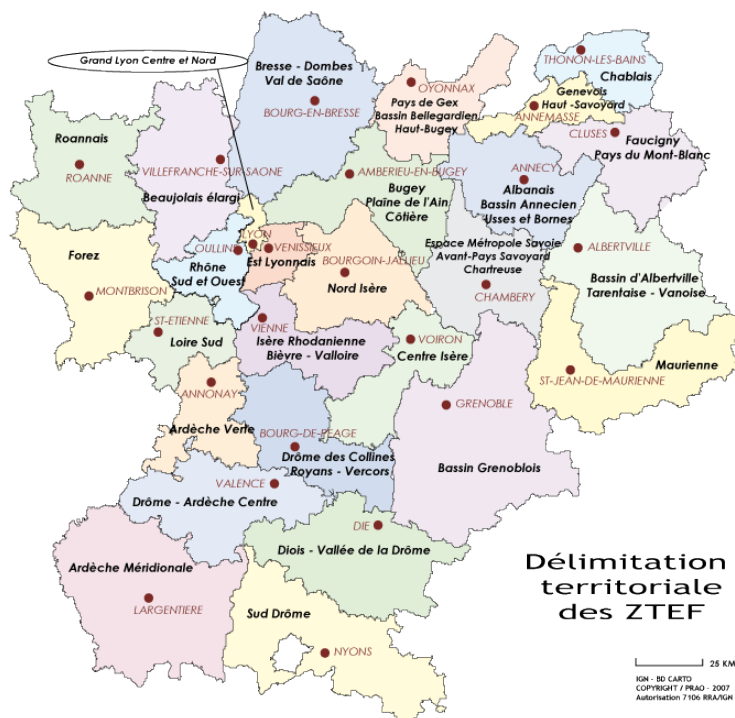 Grand Lyon Centre et Nord
Bresse - Dombes
Val de Saône
BOURG-EN-BRESSE
OYONNAX
Pays de Gex
Bassin Bellegardien
Haut-Bugey
THONON-LES-BAINS
Chablais
Genevois
Haut -Savoyard
ANNEMASSE
CLUSES
Faucigny
Pays du Mont-Blanc
Roannais
ROANNE
VILLEFRANCHE-SUR-SAONE
Beaujolais élargi
AMBERIEU-EN-BUGEY
Bugey
Plaîne de l'Ain
Côtière
ANNECY
Albanais
Bassin Annecien
Usses et Bornes
Forez
MONTBRISON
OULLINS
LYON
VENISSIEUX
Est Lyonnais
Rhône
Sud et Ouest
BOURGOIN-JALLIEU
Nord Isère
Espace Métropole Savoie
Avant-Pays Savoyard
Chartreuse
CHAMBERY
ALBERTVILLE
Bassin d'Albertville
Tarentaise - Vanoise
ST-ETIENNE
Loire Sud
VIENNE
Isère Rhodanienne
Bièvre - Valloire
VOIRON
Centre Isère
Maurienne
ST-JEAN-DE-MAURIENNE
ANNONAY
Ardèche Verte
BOURG-DE-PEAGE
Drôme des Collines
Royans - Vercors
GRENOBLE
Bassin Grenoblois
VALENCE
Drôme - Ardèche Centre
DIE
Diois - Vallée de la Drôme
Ardèche Méridionale
LARGENTIERE
Sud Drôme
NYONS
Délimitation
territoriale
des ZTEF
25 KM
IGN - BD CARTO
COPYRIGHT / PRAO - 2007
Autorisation 7106 RRA/IGN